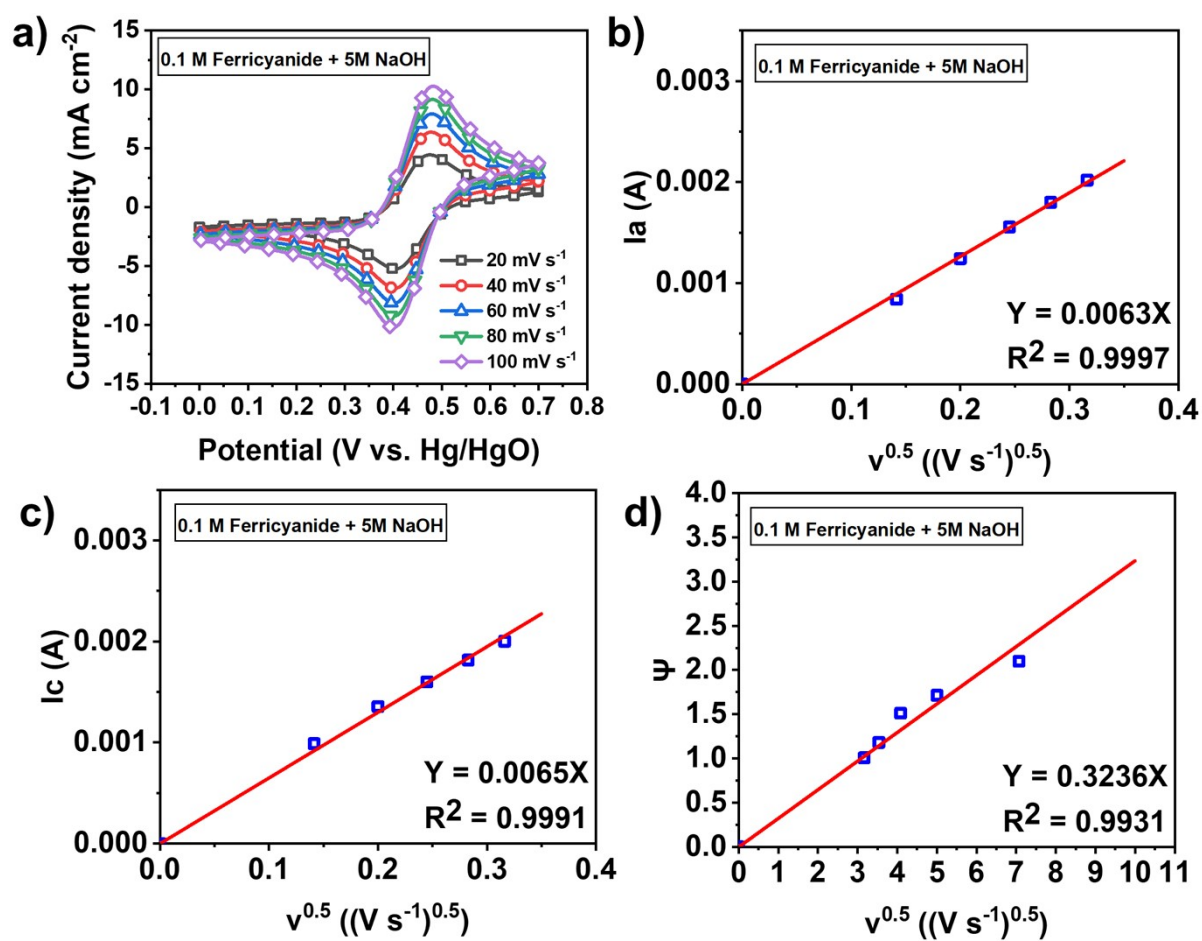 a)
0.1 M Ferricyanide + 5M NaOH
Current density (mA cm⁻²)
15
10
5
0
-5
-10
-15
20 mV s⁻¹
40 mV s⁻¹
60 mV s⁻¹
80 mV s⁻¹
100 mV s⁻¹
-0.1 0.0 0.1 0.2 0.3 0.4 0.5 0.6 0.7 0.8
Potential (V vs. Hg/HgO)
b)
0.1 M Ferricyanide + 5M NaOH
Ia (A)
0.003
0.002
0.001
0.000
Y = 0.0063X
R² = 0.9997
0.0 0.1 0.2 0.3 0.4
v⁰·⁵ ((V s⁻¹)⁰·⁵)
c)
0.1 M Ferricyanide + 5M NaOH
Ic (A)
0.003
0.002
0.001
0.000
Y = 0.0065X
R² = 0.9991
0.0 0.1 0.2 0.3 0.4
v⁰·⁵ ((V s⁻¹)⁰·⁵)
d)
0.1 M Ferricyanide + 5M NaOH
Ψ
4.0
3.5
3.0
2.5
2.0
1.5
1.0
0.5
0.0
Y = 0.3236X
R² = 0.9931
0 1 2 3 4 5 6 7 8 9 10 11
v⁰·⁵ ((V s⁻¹)⁰·⁵)